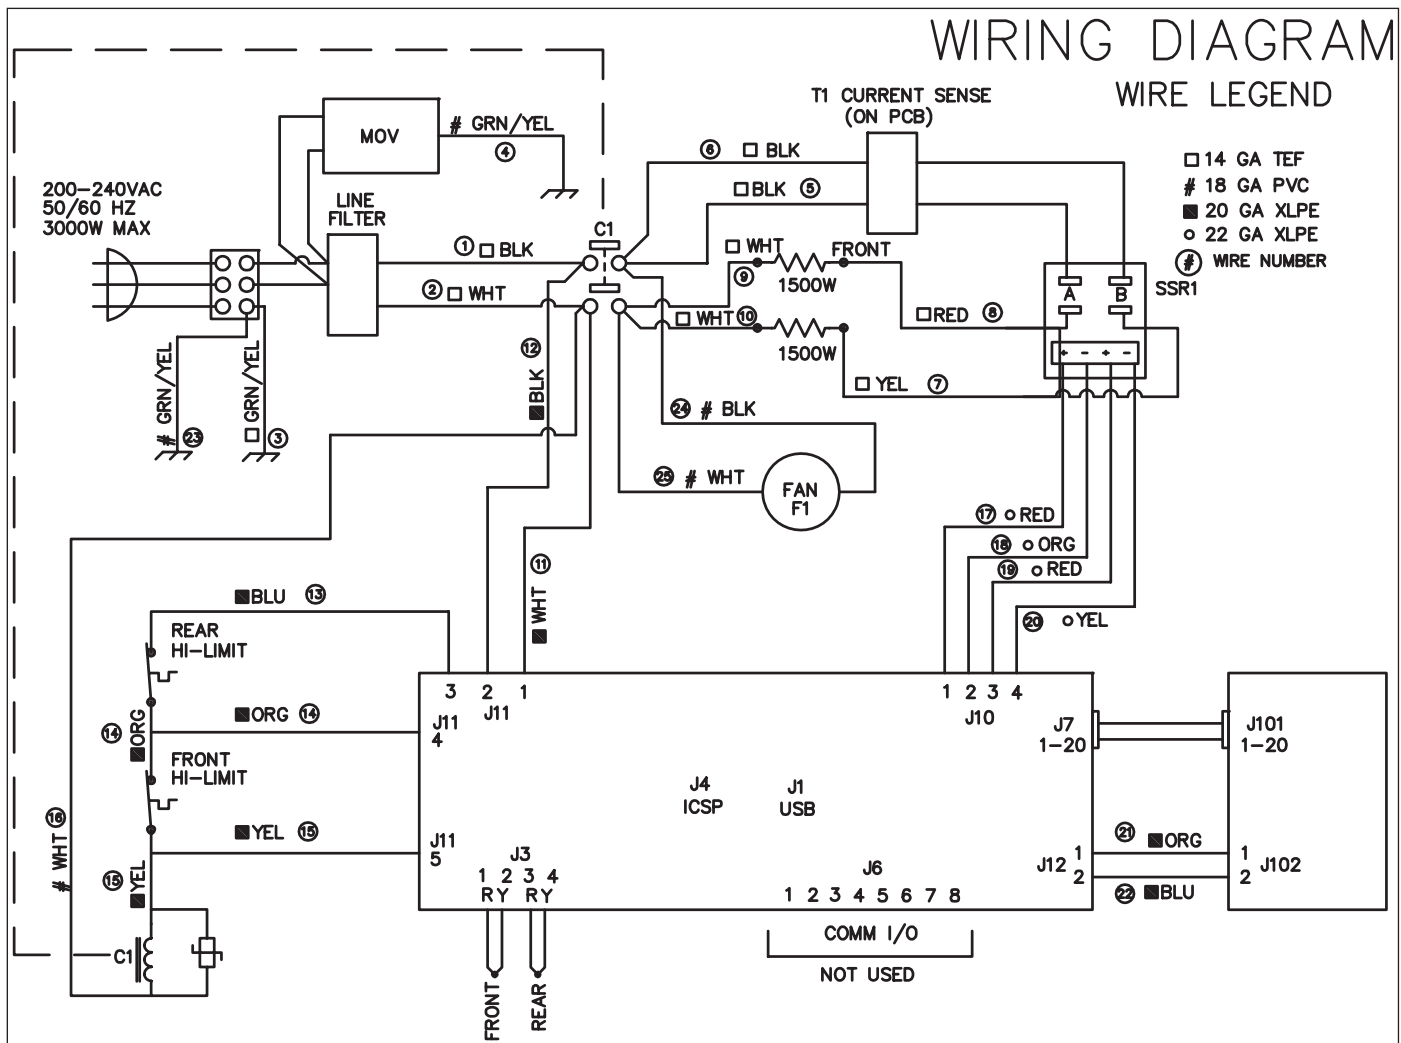 WIRING DIAGRAM
WIRE LEGEND
□ 14 GA TEF
# 18 GA PVC
■ 20 GA XLPE
○ 22 GA XLPE
# WIRE NUMBER
T1 CURRENT SENSE
(ON PCB)
MOV
# GRN/YEL
4
200-240VAC
50/60 HZ
3000W MAX
LINE
FILTER
C1
6 □ BLK
□ BLK 5
1 □ BLK
2 □ WHT
□ WHT
9
FRONT
1500W
□ WHT 10
1500W
□ RED 8
□ YEL 7
A B
SSR1
+ - + -
# GRN/YEL
23
□ GRN/YEL
3
12
■ BLK
24 # BLK
25 # WHT
FAN
F1
17 ○ RED
18 ○ ORG
19 ○ RED
20 ○ YEL
11
■ WHT
■ BLU 13
REAR
HI-LIMIT
■ ORG 14
14
■ ORG
FRONT
HI-LIMIT
■ YEL 15
15
■ YEL
16
# WHT
C1
3 2 1
J11
J11
4
J11
5
1 2 3 4
J10
J7
1-20
J101
1-20
J4
ICSP
J1
USB
J3
1 2 3 4
R Y R Y
FRONT
REAR
J6
1 2 3 4 5 6 7 8
COMM I/O
NOT USED
J12
1
2
21 ■ ORG
22 ■ BLU
1
2
J102